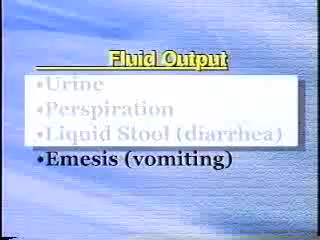 Fluid Output
•Urine
•Perspiration
•Liquid Stool (diarrhea)
•Emesis (vomiting)